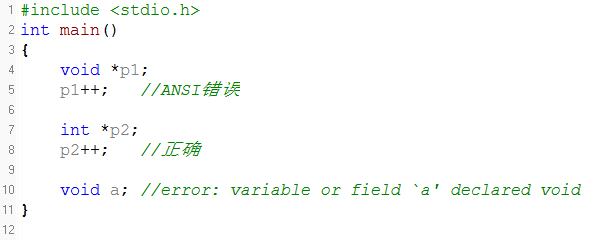 1 #include <stdio.h>
2 int main()
3 {
4 void *p1;
5 p1++; //ANSI错误
6
7 int *p2;
8 p2++; //正确
9
10 void a; //error: variable or field `a' declared void
11 }
12